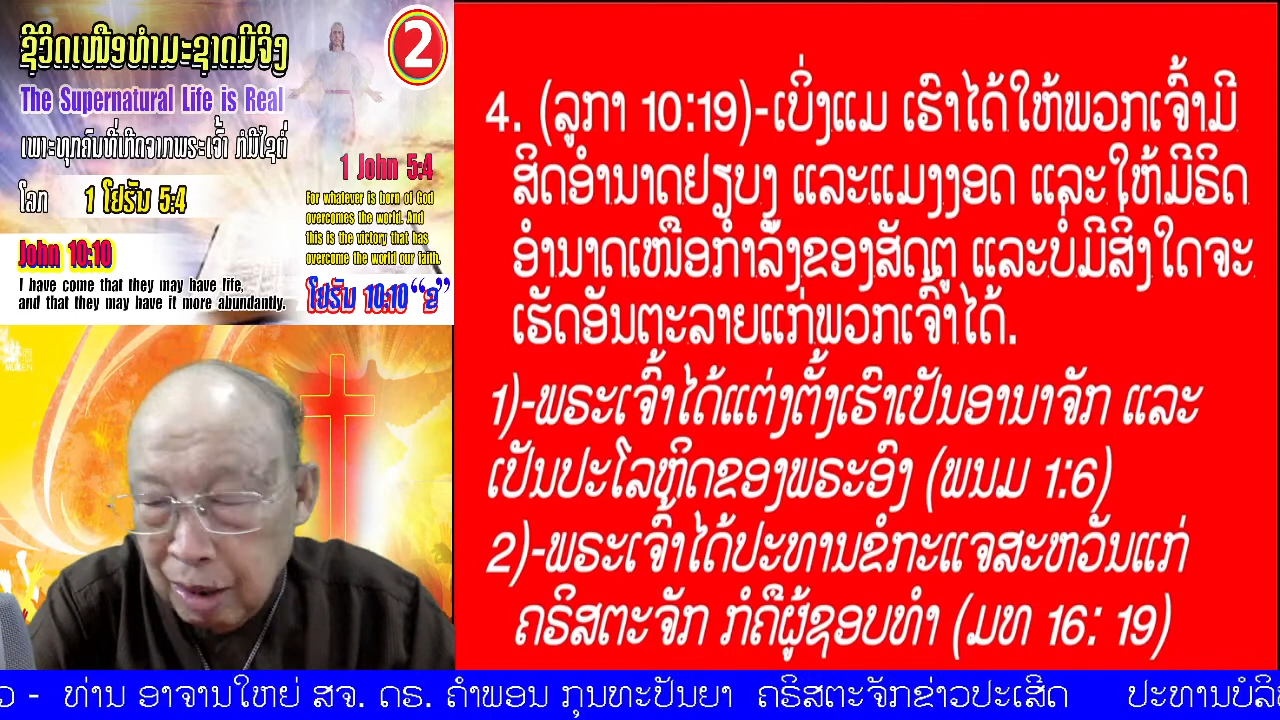 ຊີວິດເໜືອທຳມະຊາດມີຈິງ
2
The Supernatural Life is Real
ເພາະທຸກຄົນທີ່ເກີດຈາກພຣະເຈົ້າ ກໍມີໄຊຕໍ່
ໂລກ 1 ໂຢຮັນ 5:4
1 John 5:4
For whatever is born of God
overcomes the world. And
this is the victory that has
overcome the world our faith.
John 10:10
I have come that they may have life,
and that they may have it more abundantly.
ໂຢຮັນ 10:10 “ຂ”
4. (ລູກາ 10:19)-ເບິ່ງແມ ເຮົາໄດ້ໃຫ້ພວກເຈົ້າມີ
ສິດອຳນາດຢຽບງູ ແລະແມງງອດ ແລະໃຫ້ມີຣິດ
ອຳນາດເໜືອກຳລັງຂອງສັດຕູ ແລະບໍ່ມີສິ່ງໃດຈະ
ເຮັດອັນຕະລາຍແກ່ພວກເຈົ້າໄດ້.
1)-ພຣະເຈົ້າໄດ້ແຕ່ງຕັ້ງເຮົາເປັນອານາຈັກ ແລະ
ເປັນປະໂລຫິດຂອງພຣະອົງ (ພນມ 1:6)
2)-ພຣະເຈົ້າໄດ້ປະທານຂໍກະແຈສະຫວັນແກ່
ຄຣິສຕະຈັກ ກໍຄືຜູ້ຊອບທຳ (ມທ 16: 19)
ວ - ທ່ານ ອາຈານໃຫຍ່ ສຈ. ດຣ. ຄຳພອນ ກຸນທະປັນຍາ ຄຣິສຕະຈັກຂ່າວປະເສີດ ປະທານບໍລິ